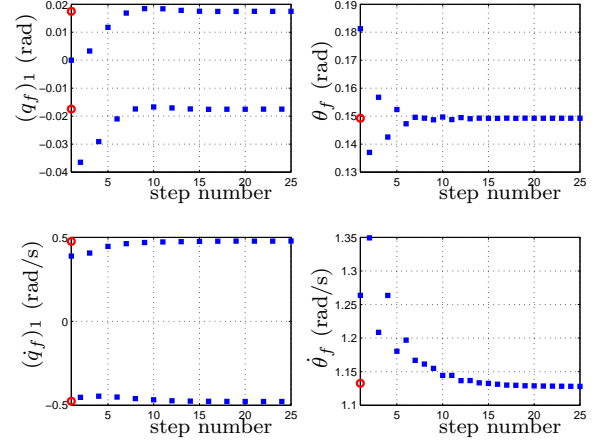 0.02
0.01
0
−0.01
−0.02
−0.03
−0.04
5 10 15 20 25
step number
(q_f)_1 (rad)
0.19
0.18
0.17
0.16
0.15
0.14
0.13
5 10 15 20 25
step number
θ_f (rad)
0.5
0
−0.5
5 10 15 20 25
step number
(q̇_f)_1 (rad/s)
1.35
1.3
1.25
1.2
1.15
1.1
5 10 15 20 25
step number
θ̇_f (rad/s)